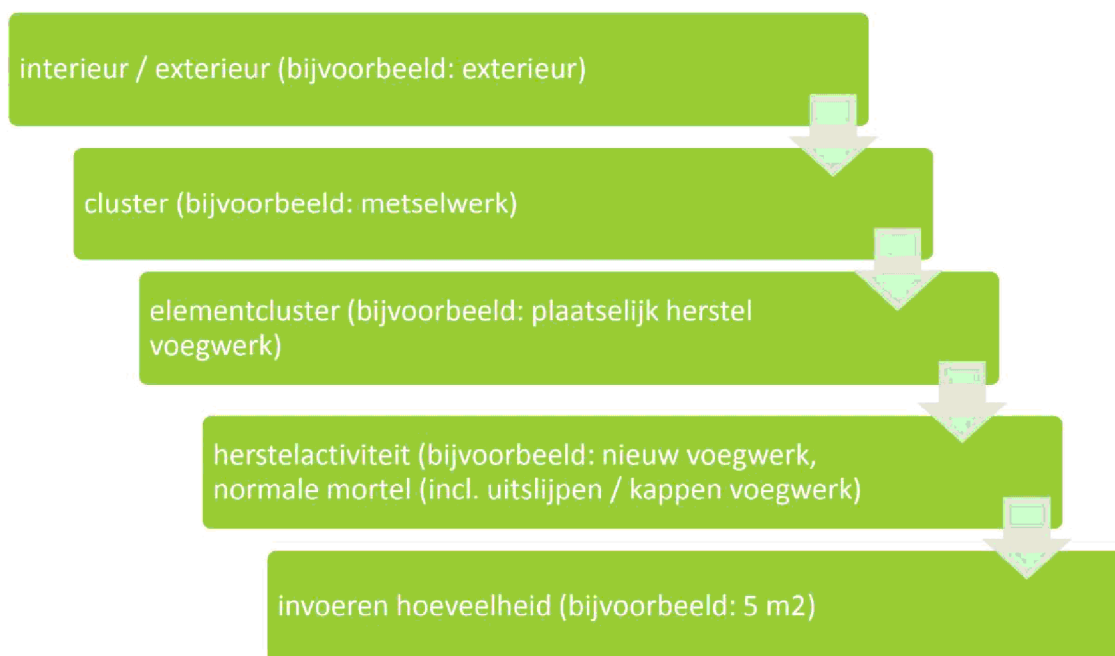 interieur / exterieur (bijvoorbeeld: exterieur)
cluster (bijvoorbeeld: metselwerk)
elementcluster (bijvoorbeeld: plaatselijk herstel
voegwerk)
herstelactiviteit (bijvoorbeeld: nieuw voegwerk,
normale mortel (incl. uitslijpen / kappen voegwerk)
invoeren hoeveelheid (bijvoorbeeld: 5 m2)